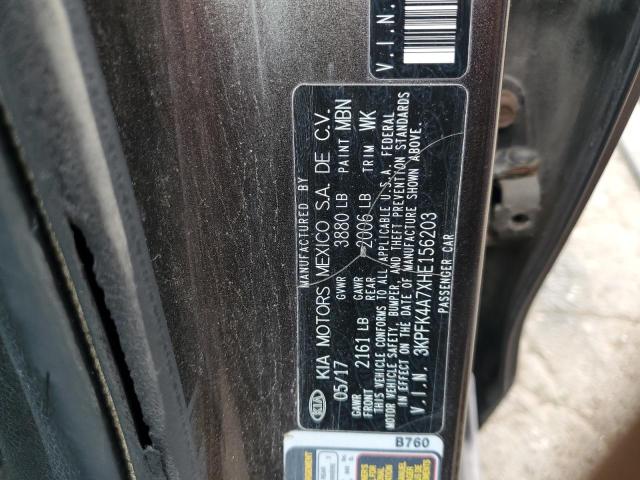 V.I.N.
MANUFACTURED BY
KIA MOTORS MEXICO S.A. DE C.V.
05/17 GVWR 3880 LB PAINT MBN
GAWR FRONT 2161 LB GAWR REAR 2006 LB TRIM WK
THIS VEHICLE CONFORMS TO ALL APPLICABLE U.S.A. FEDERAL
MOTOR VEHICLE SAFETY, BUMPER, AND THEFT PREVENTION STANDARDS
IN EFFECT ON THE DATE OF MANUFACTURE SHOWN ABOVE.
V.I.N. 3KPFK4A7XHE156203
PASSENGER CAR
KIA
B760